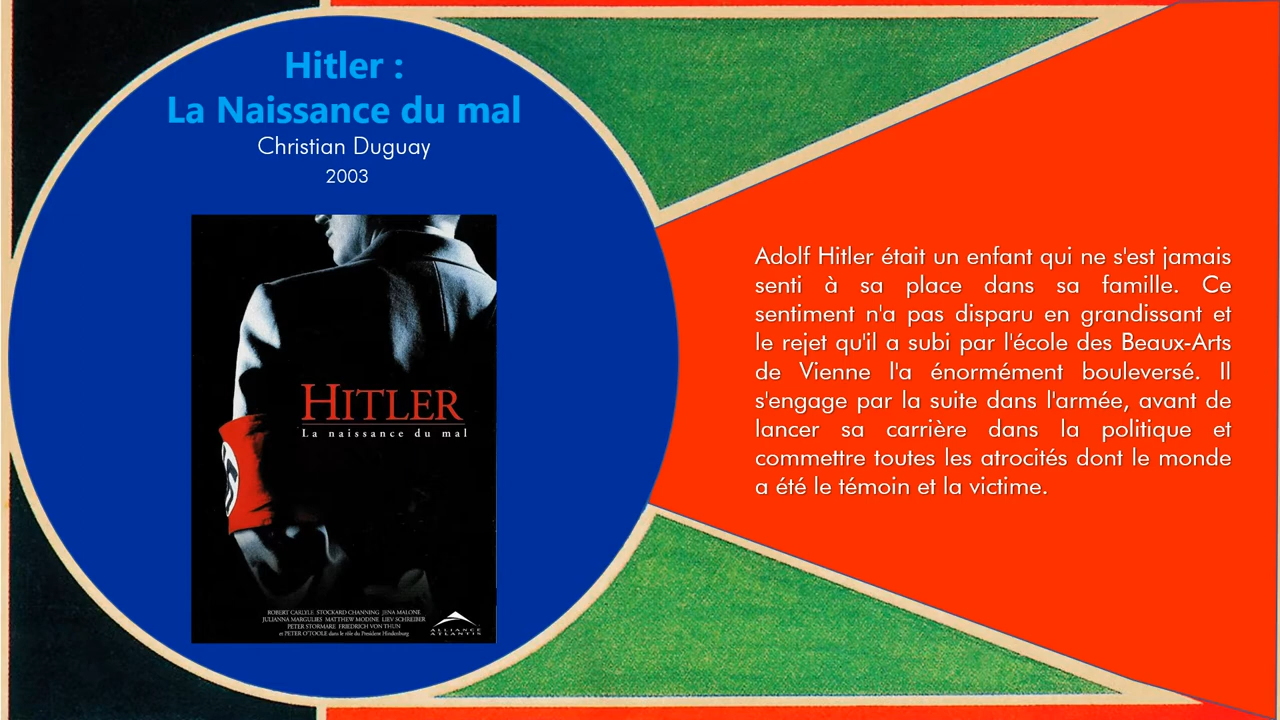 Hitler :
La Naissance du mal
Christian Duguay
2003
HITLER
La naissance du mal
ROBERT CARLYLE STOCKARD CHANNING JENA MALONE
JULIANNA MARGULIES MATTHEW MODINE LIEV SCHREIBER
PETER STORMARE FRIEDRICH VON THUN
et PETER O'TOOLE dans le rôle du Président Hindenburg
ALLIANCE
ATLANTIS
Adolf Hitler était un enfant qui ne s'est jamais
senti à sa place dans sa famille. Ce
sentiment n'a pas disparu en grandissant et
le rejet qu'il a subi par l'école des Beaux-Arts
de Vienne l'a énormément bouleversé. Il
s'engage par la suite dans l'armée, avant de
lancer sa carrière dans la politique et
commettre toutes les atrocités dont le monde
a été le témoin et la victime.